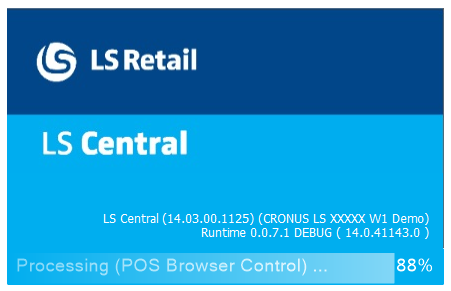 LS Retail
LS Central
LS Central (14.03.00.1125) (CRONUS LS XXXXX W1 Demo)
Runtime 0.0.7.1 DEBUG ( 14.0.41143.0 )
Processing (POS Browser Control) ... 88%